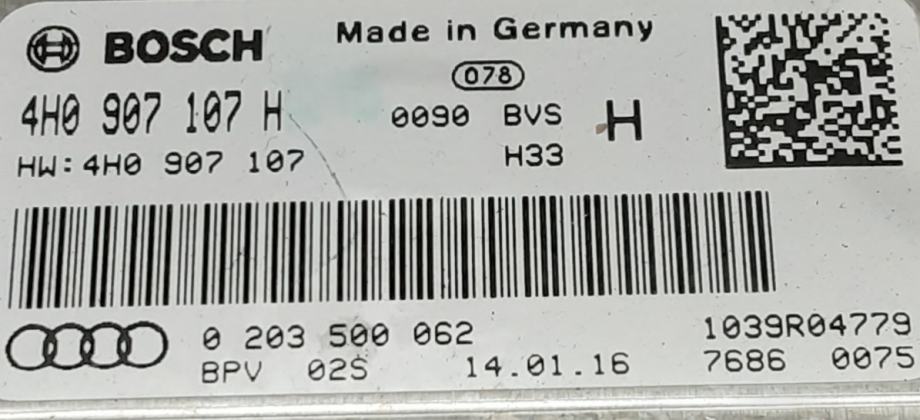 BOSCH Made in Germany
078
4H0 907 107 H 0090 BVS H
HW: 4H0 907 107 H33
0 203 500 062 1039R04779
BPV 02S 14.01.16 7686 0075